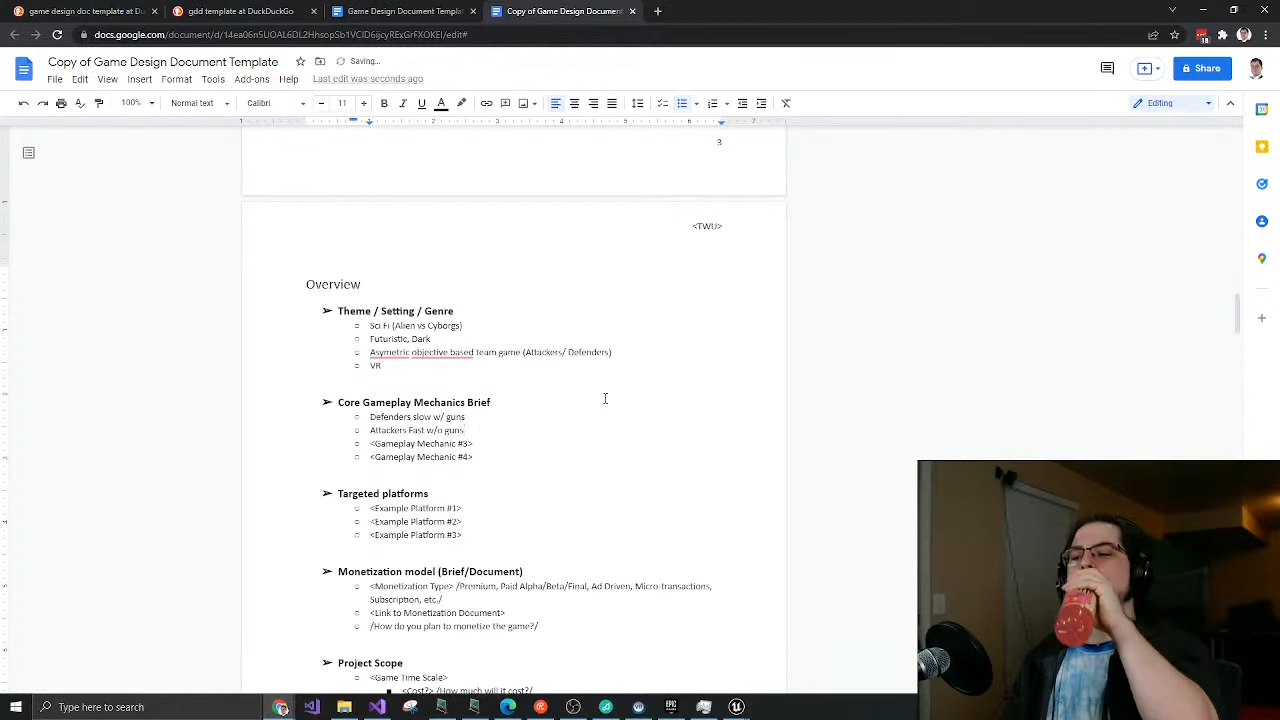 game design doc template at Du
gdd template at DuckDuckGo
Game Design Document Templat
Copy of Game Design Document
docs.google.com/document/d/14ea06n5UOAL6DL2HhsopSb1VCID6ijcyRExGrFXOKEI/edit#
Copy of Game Design Document Template
Saving...
File Edit View Insert Format Tools Add-ons Help Last edit was seconds ago
Share
100% Normal text Calibri 11 Editing
3
<TWU>
Overview
➢ Theme / Setting / Genre
○ Sci Fi (Alien vs Cyborgs)
○ Futuristic, Dark
○ Asymetric objective based team game (Attackers/ Defenders)
○ VR
➢ Core Gameplay Mechanics Brief
○ Defenders slow w/ guns
○ Attackers Fast w/o guns
○ <Gameplay Mechanic #3>
○ <Gameplay Mechanic #4>
➢ Targeted platforms
○ <Example Platform #1>
○ <Example Platform #2>
○ <Example Platform #3>
➢ Monetization model (Brief/Document)
○ <Monetization Type> /Premium, Paid Alpha/Beta/Final, Ad Driven, Micro-transactions,
Subscription, etc./
○ <Link to Monetization Document>
○ /How do you plan to monetize the game?/
➢ Project Scope
○ <Game Time Scale>
■ <Cost?> /How much will it cost?/
Type here to search